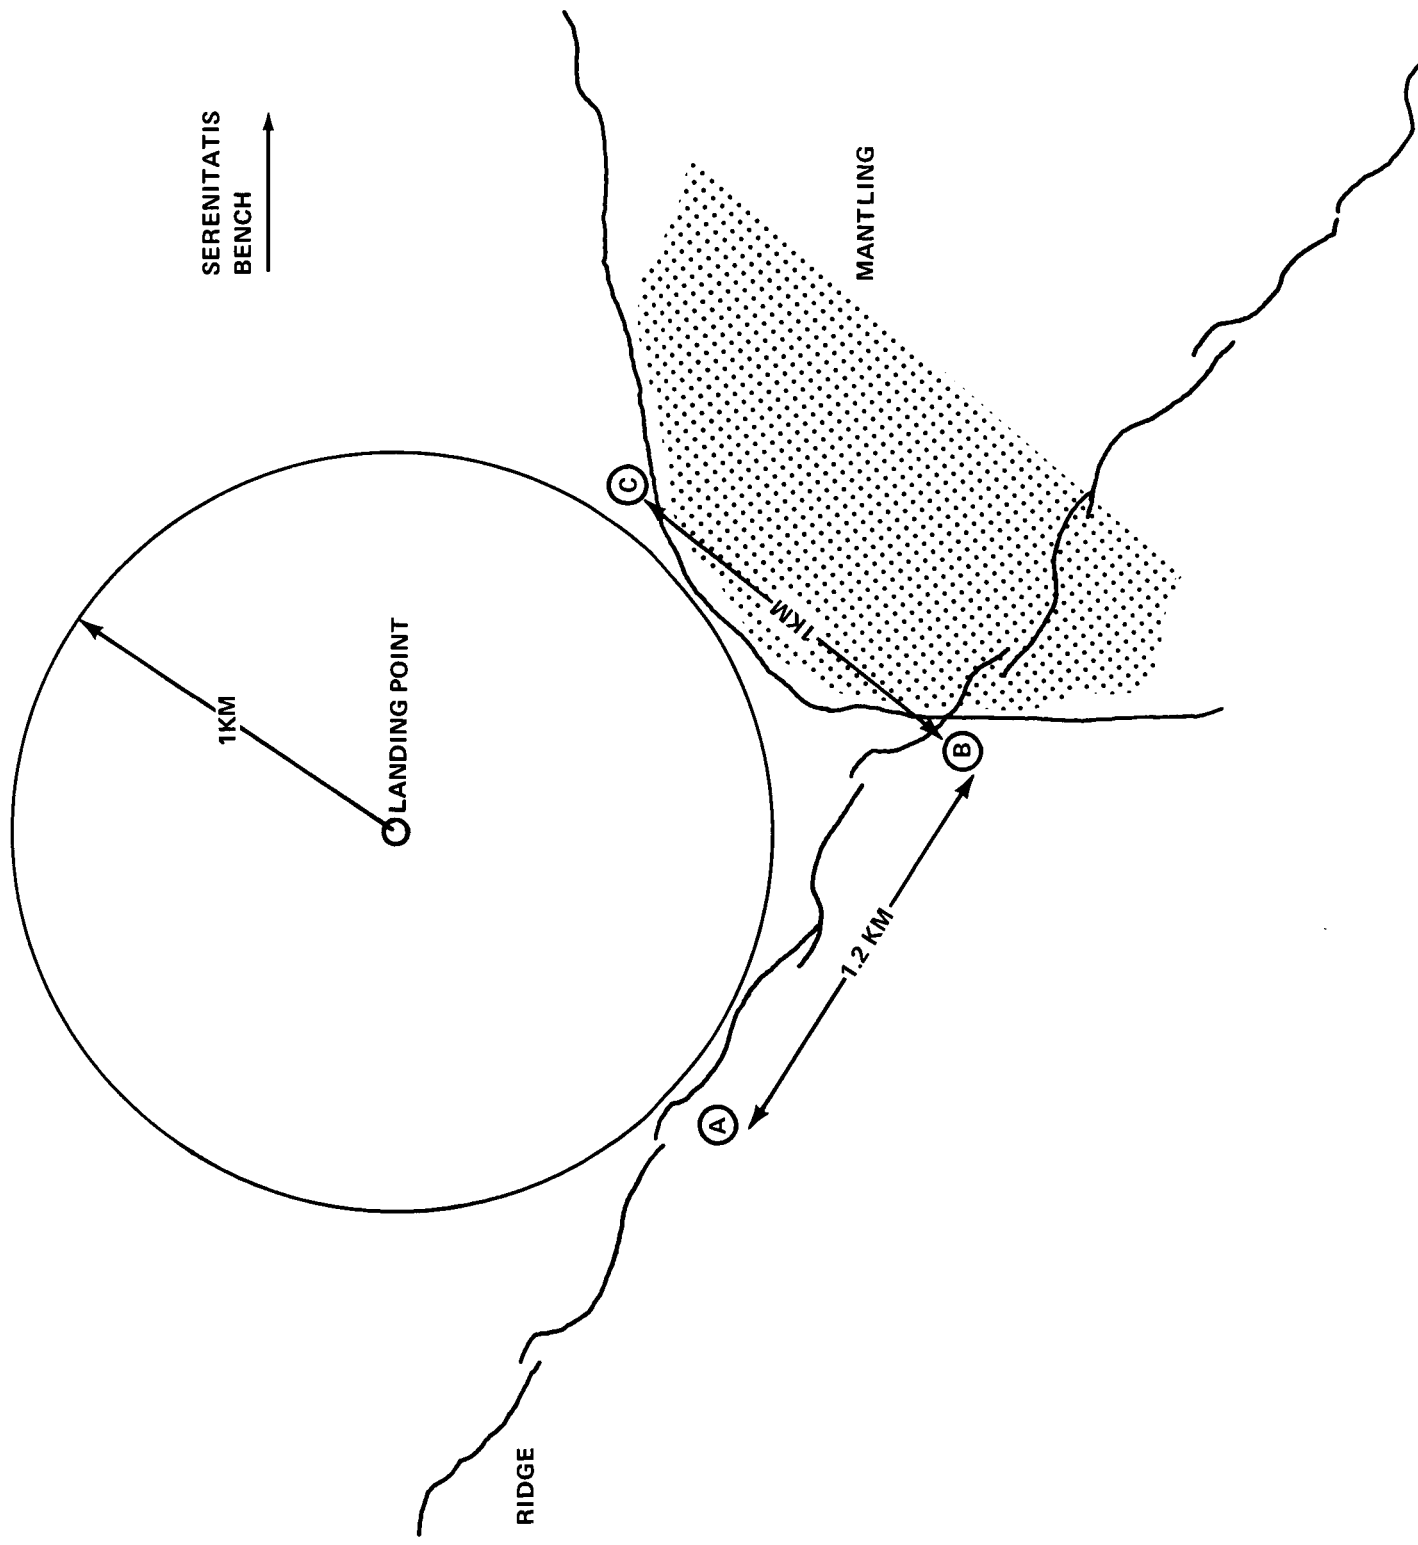 SERENITATIS
BENCH
1KM
LANDING POINT
MANTLING
C
1KM
B
1.2 KM
A
RIDGE